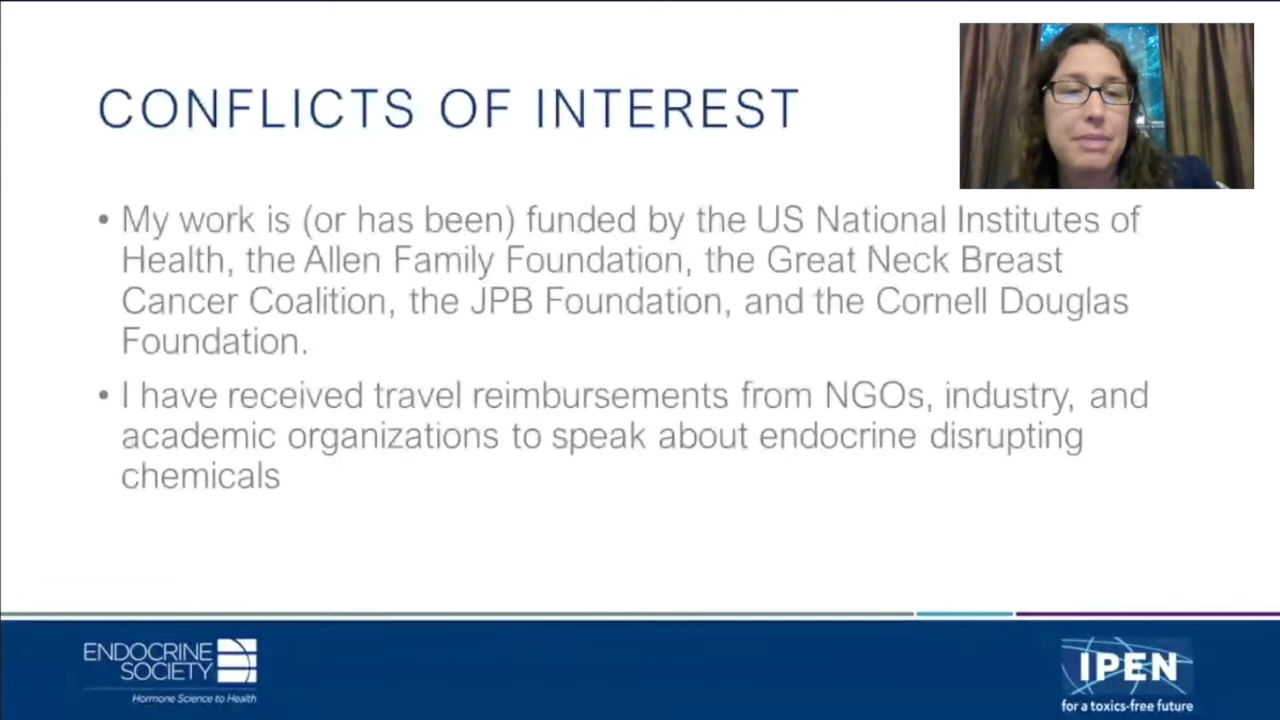 CONFLICTS OF INTEREST
• My work is (or has been) funded by the US National Institutes of
Health, the Allen Family Foundation, the Great Neck Breast
Cancer Coalition, the JPB Foundation, and the Cornell Douglas
Foundation.
• I have received travel reimbursements from NGOs, industry, and
academic organizations to speak about endocrine disrupting
chemicals
ENDOCRINE
SOCIETY
Hormone Science to Health
IPEN
for a toxics-free future